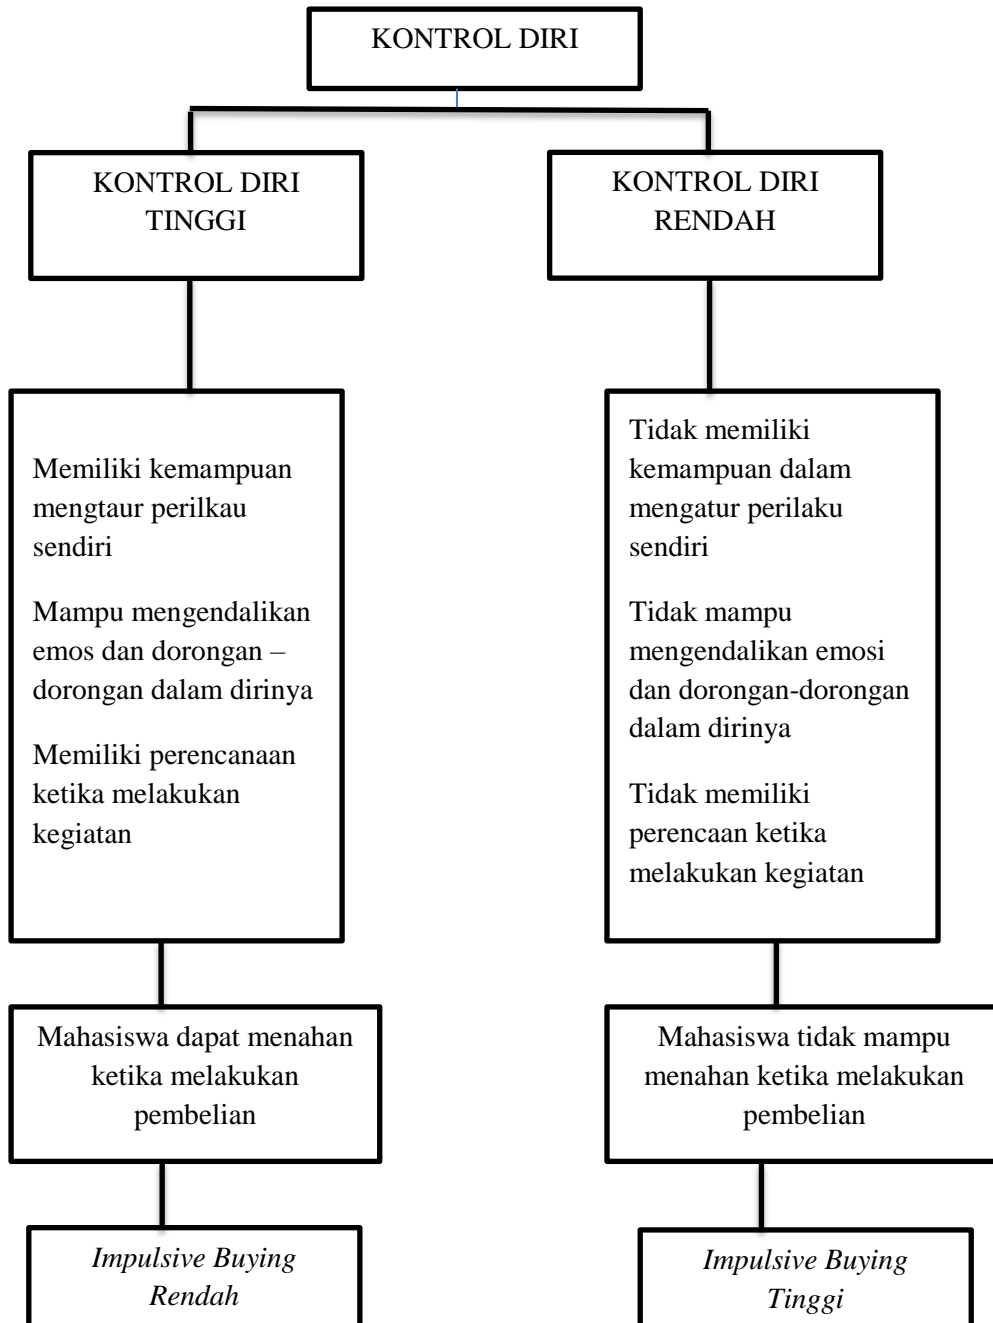 KONTROL DIRI
KONTROL DIRI
TINGGI
KONTROL DIRI
RENDAH
Memiliki kemampuan
mengtaur perilkau
sendiri
Mampu mengendalikan
emos dan dorongan –
dorongan dalam dirinya
Memiliki perencanaan
ketika melakukan
kegiatan
Tidak memiliki
kemampuan dalam
mengatur perilaku
sendiri
Tidak mampu
mengendalikan emosi
dan dorongan-dorongan
dalam dirinya
Tidak memiliki
perencaan ketika
melakukan kegiatan
Mahasiswa dapat menahan
ketika melakukan
pembelian
Mahasiswa tidak mampu
menahan ketika melakukan
pembelian
Impulsive Buying
Rendah
Impulsive Buying
Tinggi